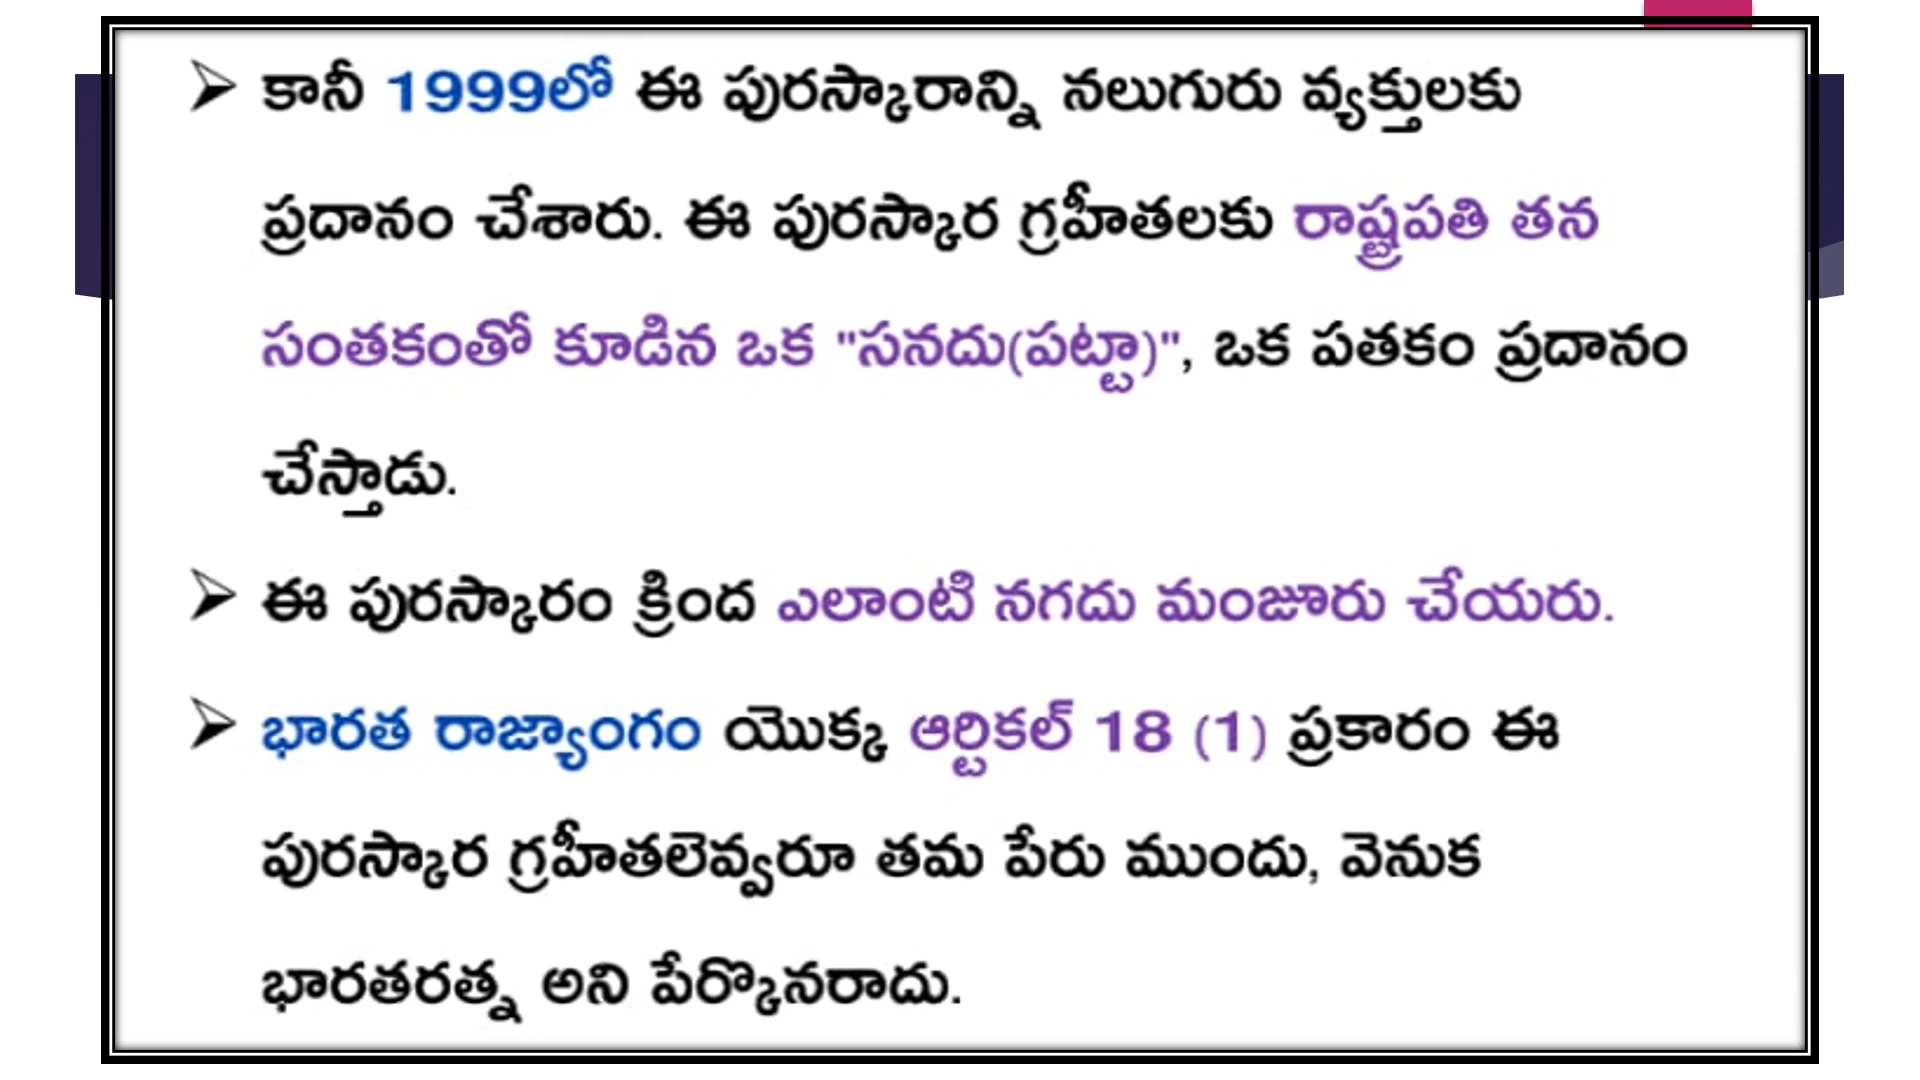 ➢ కానీ 1999లో ఈ పురస్కారాన్ని నలుగురు వ్యక్తులకు
ప్రదానం చేశారు. ఈ పురస్కార గ్రహీతలకు రాష్ట్రపతి తన
సంతకంతో కూడిన ఒక "సనదు(పట్టా)", ఒక పతకం ప్రదానం
చేస్తాడు.
➢ ఈ పురస్కారం క్రింద ఎలాంటి నగదు మంజూరు చేయరు.
➢ భారత రాజ్యాంగం యొక్క ఆర్టికల్ 18 (1) ప్రకారం ఈ
పురస్కార గ్రహీతలెవ్వరూ తమ పేరు ముందు, వెనుక
భారతరత్న అని పేర్కొనరాదు.